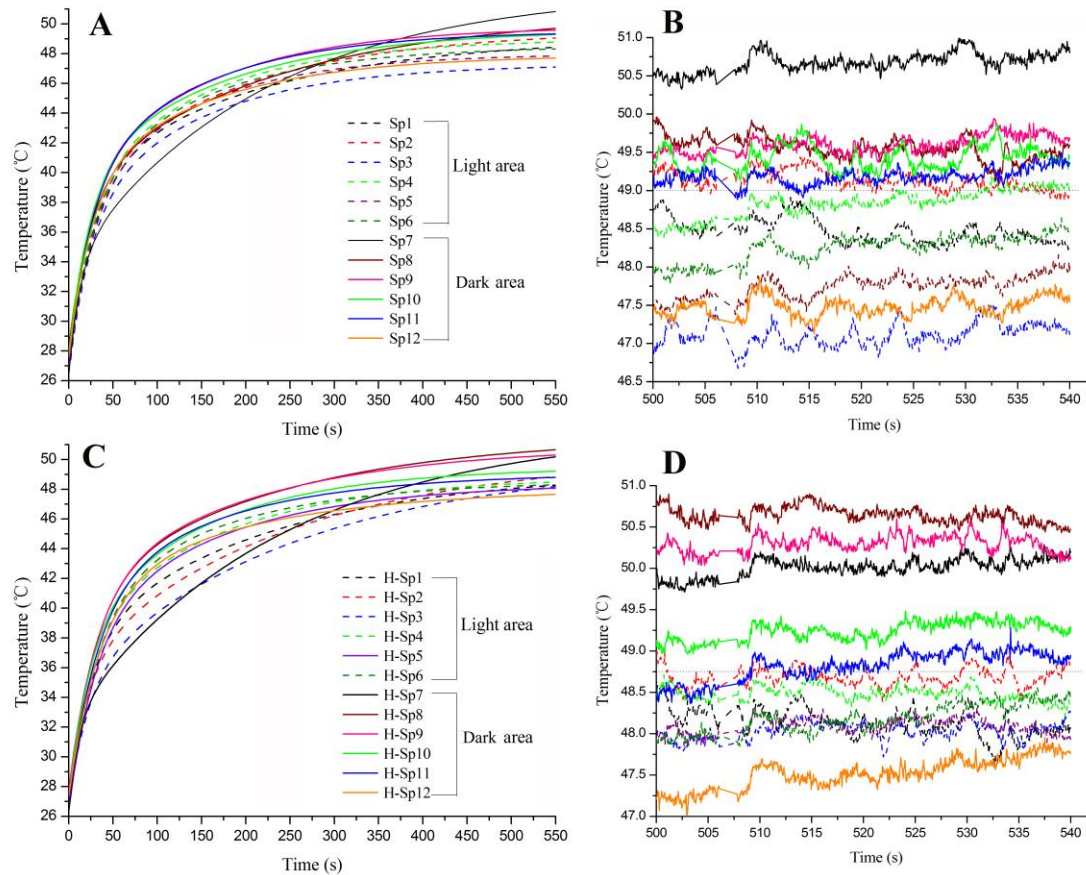 A
Temperature (℃)
50
48
46
44
42
40
38
36
34
32
30
28
26
0 50 100 150 200 250 300 350 400 450 500 550
Time (s)
Sp1
Sp2
Sp3
Sp4
Sp5
Sp6
Light area
Sp7
Sp8
Sp9
Sp10
Sp11
Sp12
Dark area
B
Temperature (℃)
51.0
50.5
50.0
49.5
49.0
48.5
48.0
47.5
47.0
46.5
500 505 510 515 520 525 530 535 540
Time (s)
C
Temperature (℃)
50
48
46
44
42
40
38
36
34
32
30
28
26
0 50 100 150 200 250 300 350 400 450 500 550
Time (s)
H-Sp1
H-Sp2
H-Sp3
H-Sp4
H-Sp5
H-Sp6
Light area
H-Sp7
H-Sp8
H-Sp9
H-Sp10
H-Sp11
H-Sp12
Dark area
D
Temperature (℃)
51.0
50.5
50.0
49.5
49.0
48.5
48.0
47.5
47.0
500 505 510 515 520 525 530 535 540
Time (s)